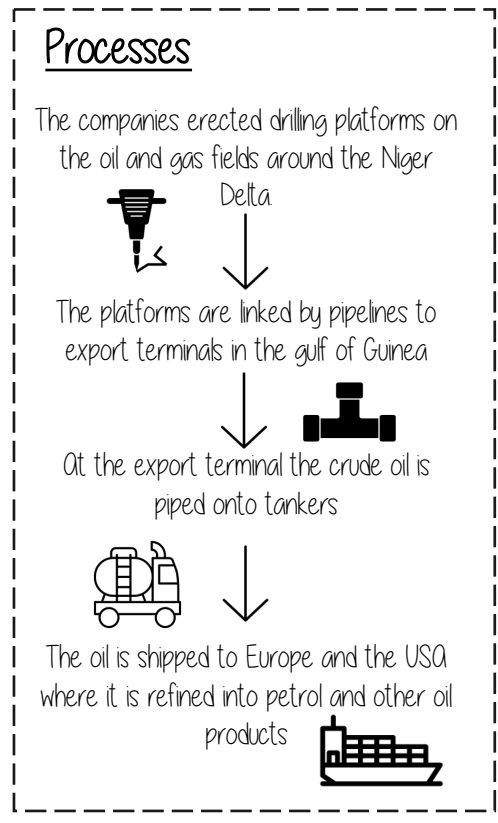 Processes
The companies erected drilling platforms on
the oil and gas fields around the Niger
Delta.
The platforms are linked by pipelines to
export terminals in the gulf of Guinea
At the export terminal the crude oil is
piped onto tankers
The oil is shipped to Europe and the USA
where it is refined into petrol and other oil
products